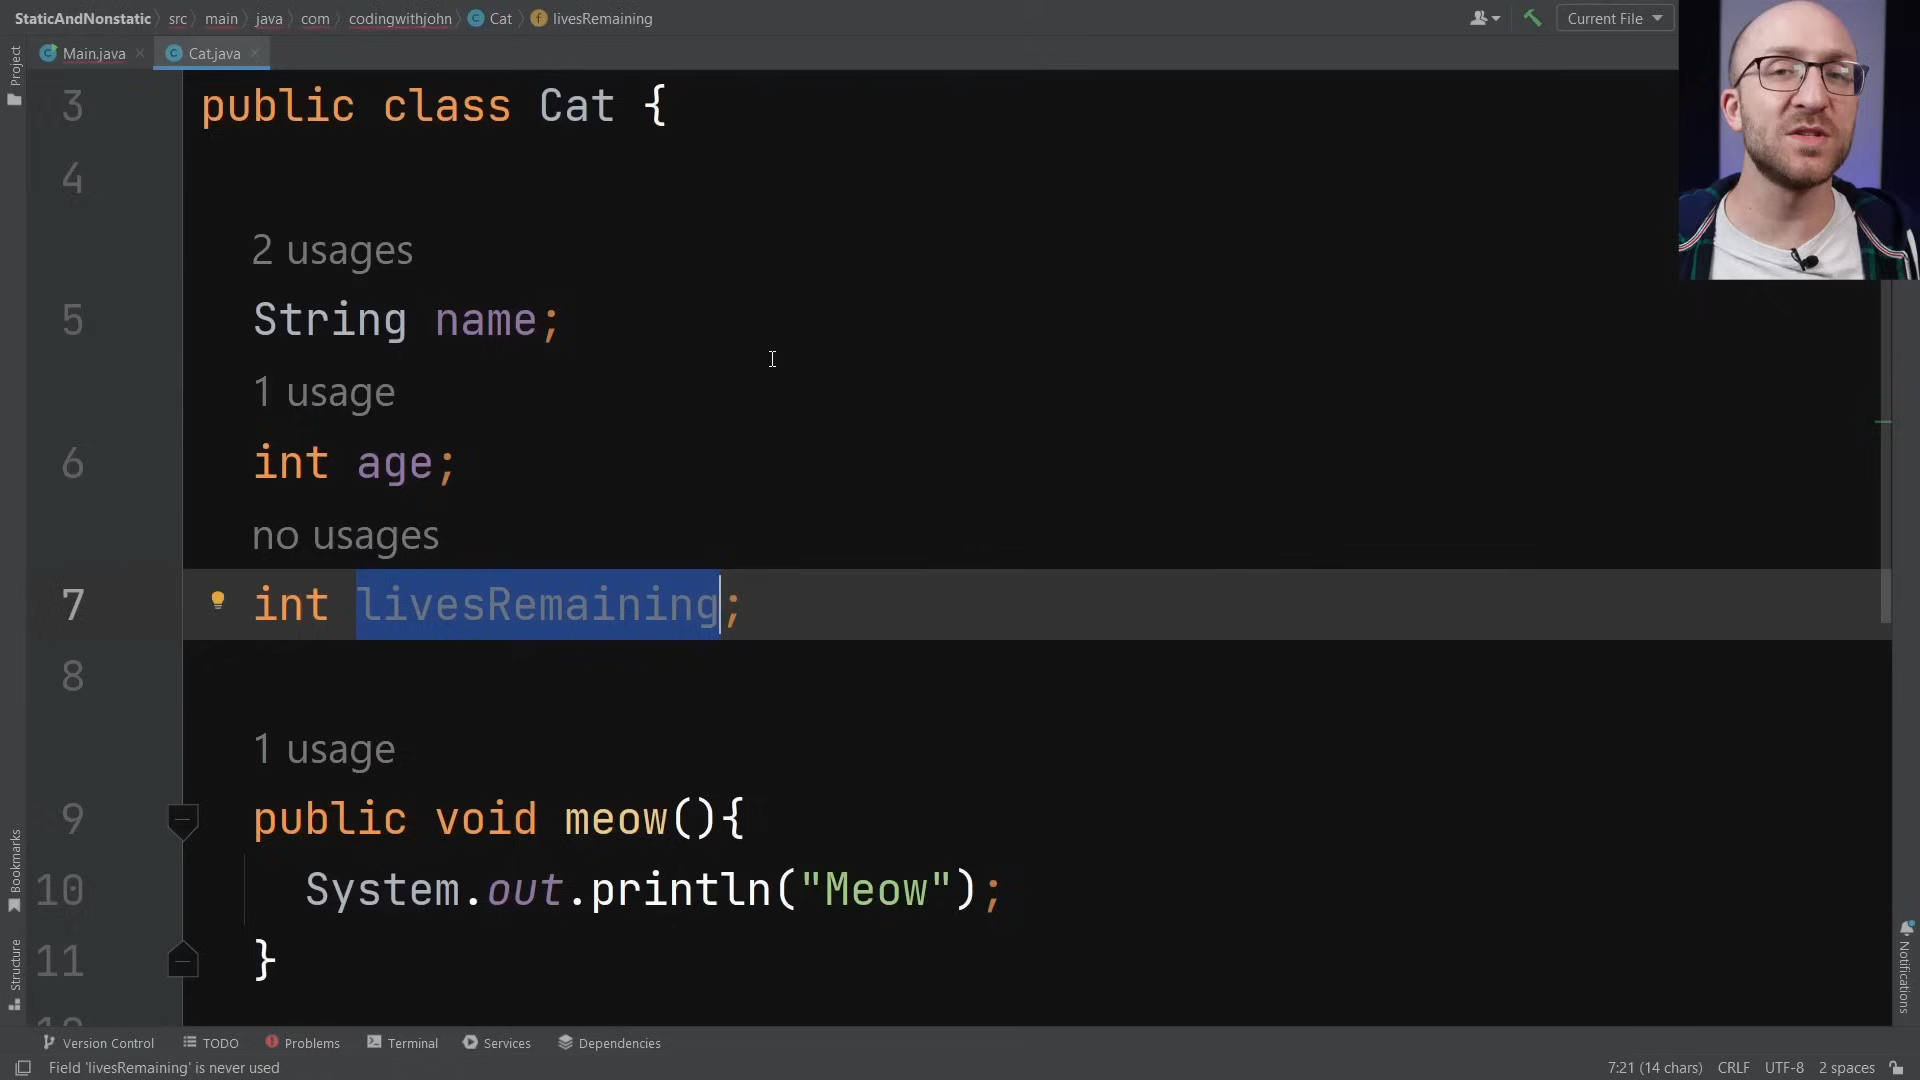 StaticAndNonstatic src main java com codingwithjohn Cat livesRemaining
Current File
Main.java Cat.java
Project
3 public class Cat {
4
2 usages
5 String name;
1 usage
6 int age;
no usages
7 int livesRemaining;
8
1 usage
9 public void meow(){
10 System.out.println("Meow");
11 }
Bookmarks
Structure
Notifications
Version Control TODO Problems Terminal Services Dependencies
Field 'livesRemaining' is never used 7:21 (14 chars) CRLF UTF-8 2 spaces